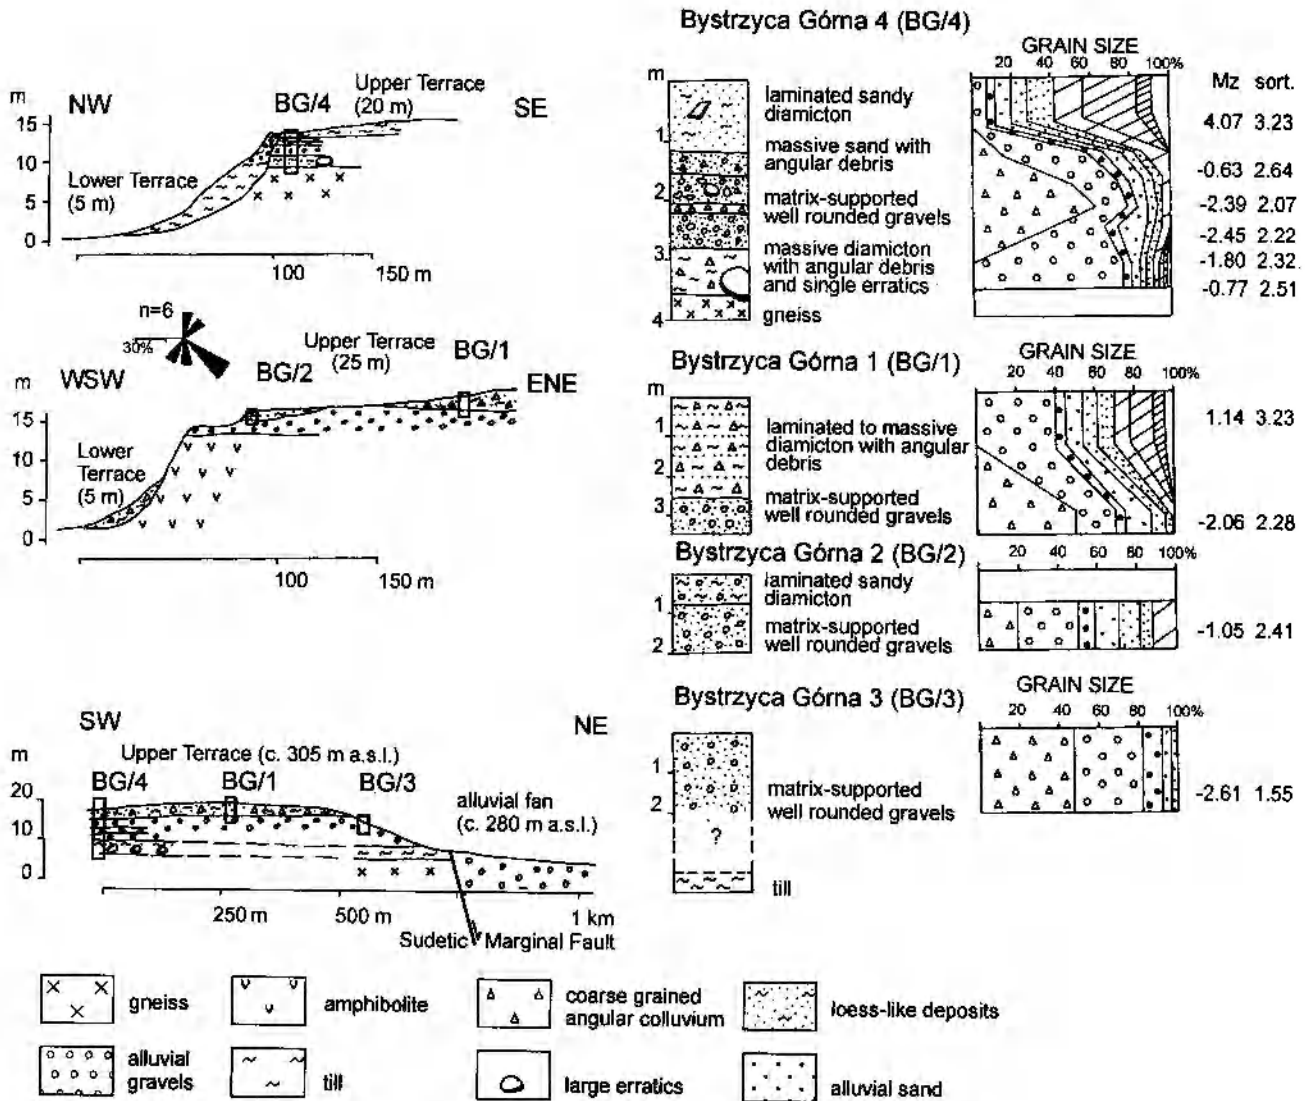 m
NW
BG/4
Upper Terrace
(20 m)
SE
15
10
5
0
Lower Terrace
(5 m)
100
150 m
n=6
30%
m
WSW
BG/2
Upper Terrace
(25 m)
BG/1
ENE
15
10
5
0
Lower
Terrace
(5 m)
100
150 m
SW
NE
m
Upper Terrace (c. 305 m a.s.l.)
BG/4
BG/1
BG/3
20
10
0
alluvial fan
(c. 280 m a.s.l.)
250 m
500 m
1 km
Sudetic Marginal Fault
Bystrzyca Górna 4 (BG/4)
GRAIN SIZE
20 40 60 80 100%
Mz sort.
m
1
2
3
4
laminated sandy
diamicton
massive sand with
angular debris
matrix-supported
well rounded gravels
massive diamicton
with angular debris
and single erratics
gneiss
4.07 3.23
-0.63 2.64
-2.39 2.07
-2.45 2.22
-1.80 2.32
-0.77 2.51
Bystrzyca Górna 1 (BG/1)
GRAIN SIZE
20 40 60 80 100%
m
1
2
3
laminated to massive
diamicton with angular
debris
matrix-supported
well rounded gravels
1.14 3.23
-2.06 2.28
Bystrzyca Górna 2 (BG/2)
20 40 60 80 100%
1
2
laminated sandy
diamicton
matrix-supported
well rounded gravels
-1.05 2.41
Bystrzyca Górna 3 (BG/3)
GRAIN SIZE
20 40 60 80 100%
1
2
?
matrix-supported
well rounded gravels
till
-2.61 1.55
gneiss
amphibolite
coarse grained
angular colluvium
loess-like deposits
alluvial
gravels
till
large erratics
alluvial sand